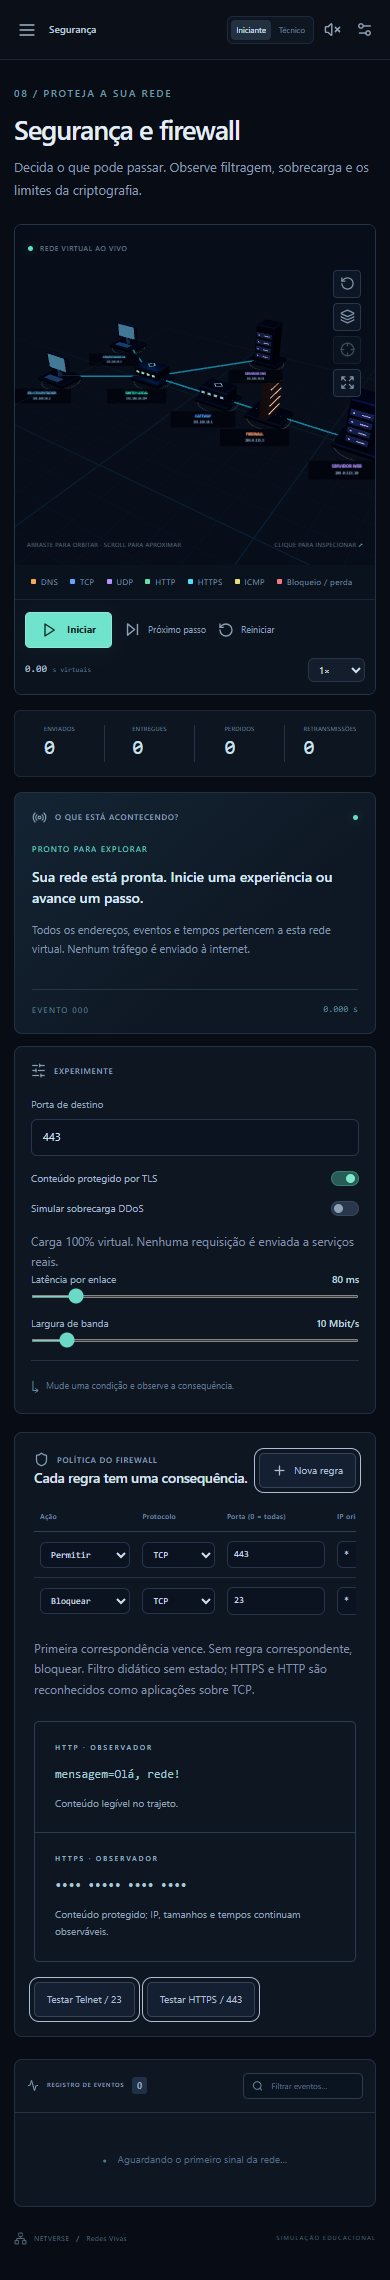 Segurança
Iniciante Técnico
08 / PROTEJA A SUA REDE
Segurança e firewall
Decida o que pode passar. Observe filtragem, sobrecarga e os
limites da criptografia.
REDE VIRTUAL AO VIVO
SWITCH LOCAL
GATEWAY
FIREWALL
SERVIDOR WEB
ARRASTE PARA ORBITAR · SCROLL PARA APROXIMAR
CLIQUE PARA INSPECIONAR ↗
DNS TCP UDP HTTP HTTPS ICMP Bloqueio / perda
Iniciar Próximo passo Reiniciar
0.00 s virtuais 1×
ENVIADOS ENTREGUES PERDIDOS RETRANSMISSÕES
0 0 0 0
O QUE ESTÁ ACONTECENDO?
PRONTO PARA EXPLORAR
Sua rede está pronta. Inicie uma experiência ou
avance um passo.
Todos os endereços, eventos e tempos pertencem a esta rede
virtual. Nenhum tráfego é enviado à internet.
EVENTO 000 0.000 s
EXPERIMENTE
Porta de destino
443
Conteúdo protegido por TLS
Simular sobrecarga DDoS
Carga 100% virtual. Nenhuma requisição é enviada a serviços
reais.
Latência por enlace 80 ms
Largura de banda 10 Mbit/s
Mude uma condição e observe a consequência.
POLÍTICA DO FIREWALL
Cada regra tem uma consequência.
Nova regra
Ação Protocolo Porta (0 = todas) IP ori
Permitir TCP 443 *
Bloquear TCP 23 *
Primeira correspondência vence. Sem regra correspondente,
bloquear. Filtro didático sem estado; HTTPS e HTTP são
reconhecidos como aplicações sobre TCP.
HTTP · OBSERVADOR
mensagem=Olá, rede!
Conteúdo legível no trajeto.
HTTPS · OBSERVADOR
•••• ••••• •••• ••••
Conteúdo protegido; IP, tamanhos e tempos continuam
observáveis.
Testar Telnet / 23 Testar HTTPS / 443
REGISTRO DE EVENTOS 0 Filtrar eventos...
Aguardando o primeiro sinal da rede...
NETVERSE / Redes Vivas SIMULAÇÃO EDUCACIONAL